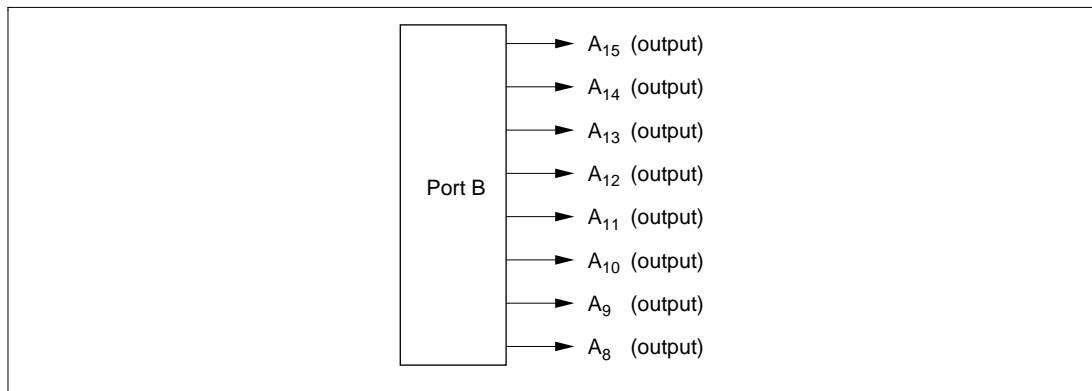 Port B
A15 (output)
A14 (output)
A13 (output)
A12 (output)
A11 (output)
A10 (output)
A9 (output)
A8 (output)